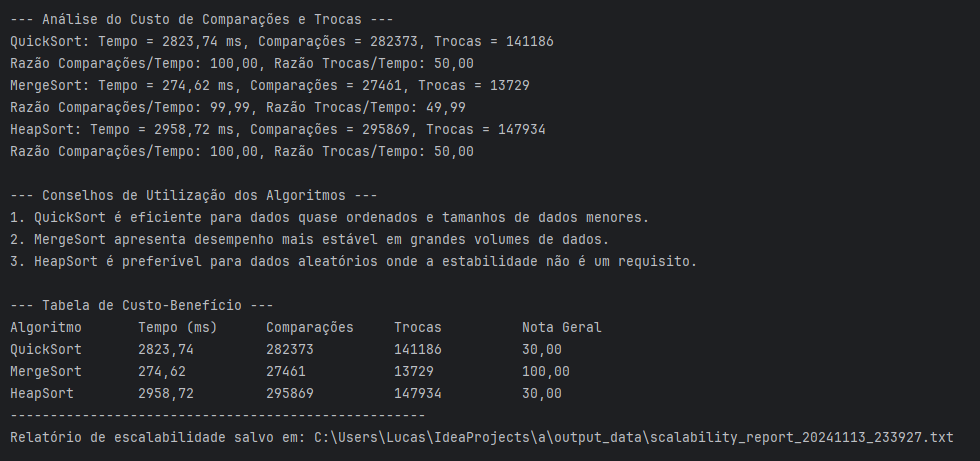 --- Análise do Custo de Comparações e Trocas ---
QuickSort: Tempo = 2823,74 ms, Comparações = 282373, Trocas = 141186
Razão Comparações/Tempo: 100,00, Razão Trocas/Tempo: 50,00
MergeSort: Tempo = 274,62 ms, Comparações = 27461, Trocas = 13729
Razão Comparações/Tempo: 99,99, Razão Trocas/Tempo: 49,99
HeapSort: Tempo = 2958,72 ms, Comparações = 295869, Trocas = 147934
Razão Comparações/Tempo: 100,00, Razão Trocas/Tempo: 50,00
--- Conselhos de Utilização dos Algoritmos ---
1. QuickSort é eficiente para dados quase ordenados e tamanhos de dados menores.
2. MergeSort apresenta desempenho mais estável em grandes volumes de dados.
3. HeapSort é preferível para dados aleatórios onde a estabilidade não é um requisito.
--- Tabela de Custo-Benefício ---
Algoritmo Tempo (ms) Comparações Trocas Nota Geral
QuickSort 2823,74 282373 141186 30,00
MergeSort 274,62 27461 13729 100,00
HeapSort 2958,72 295869 147934 30,00
----------------------------------------------------
Relatório de escalabilidade salvo em: C:\Users\Lucas\IdeaProjects\a\output_data\scalability_report_20241113_233927.txt